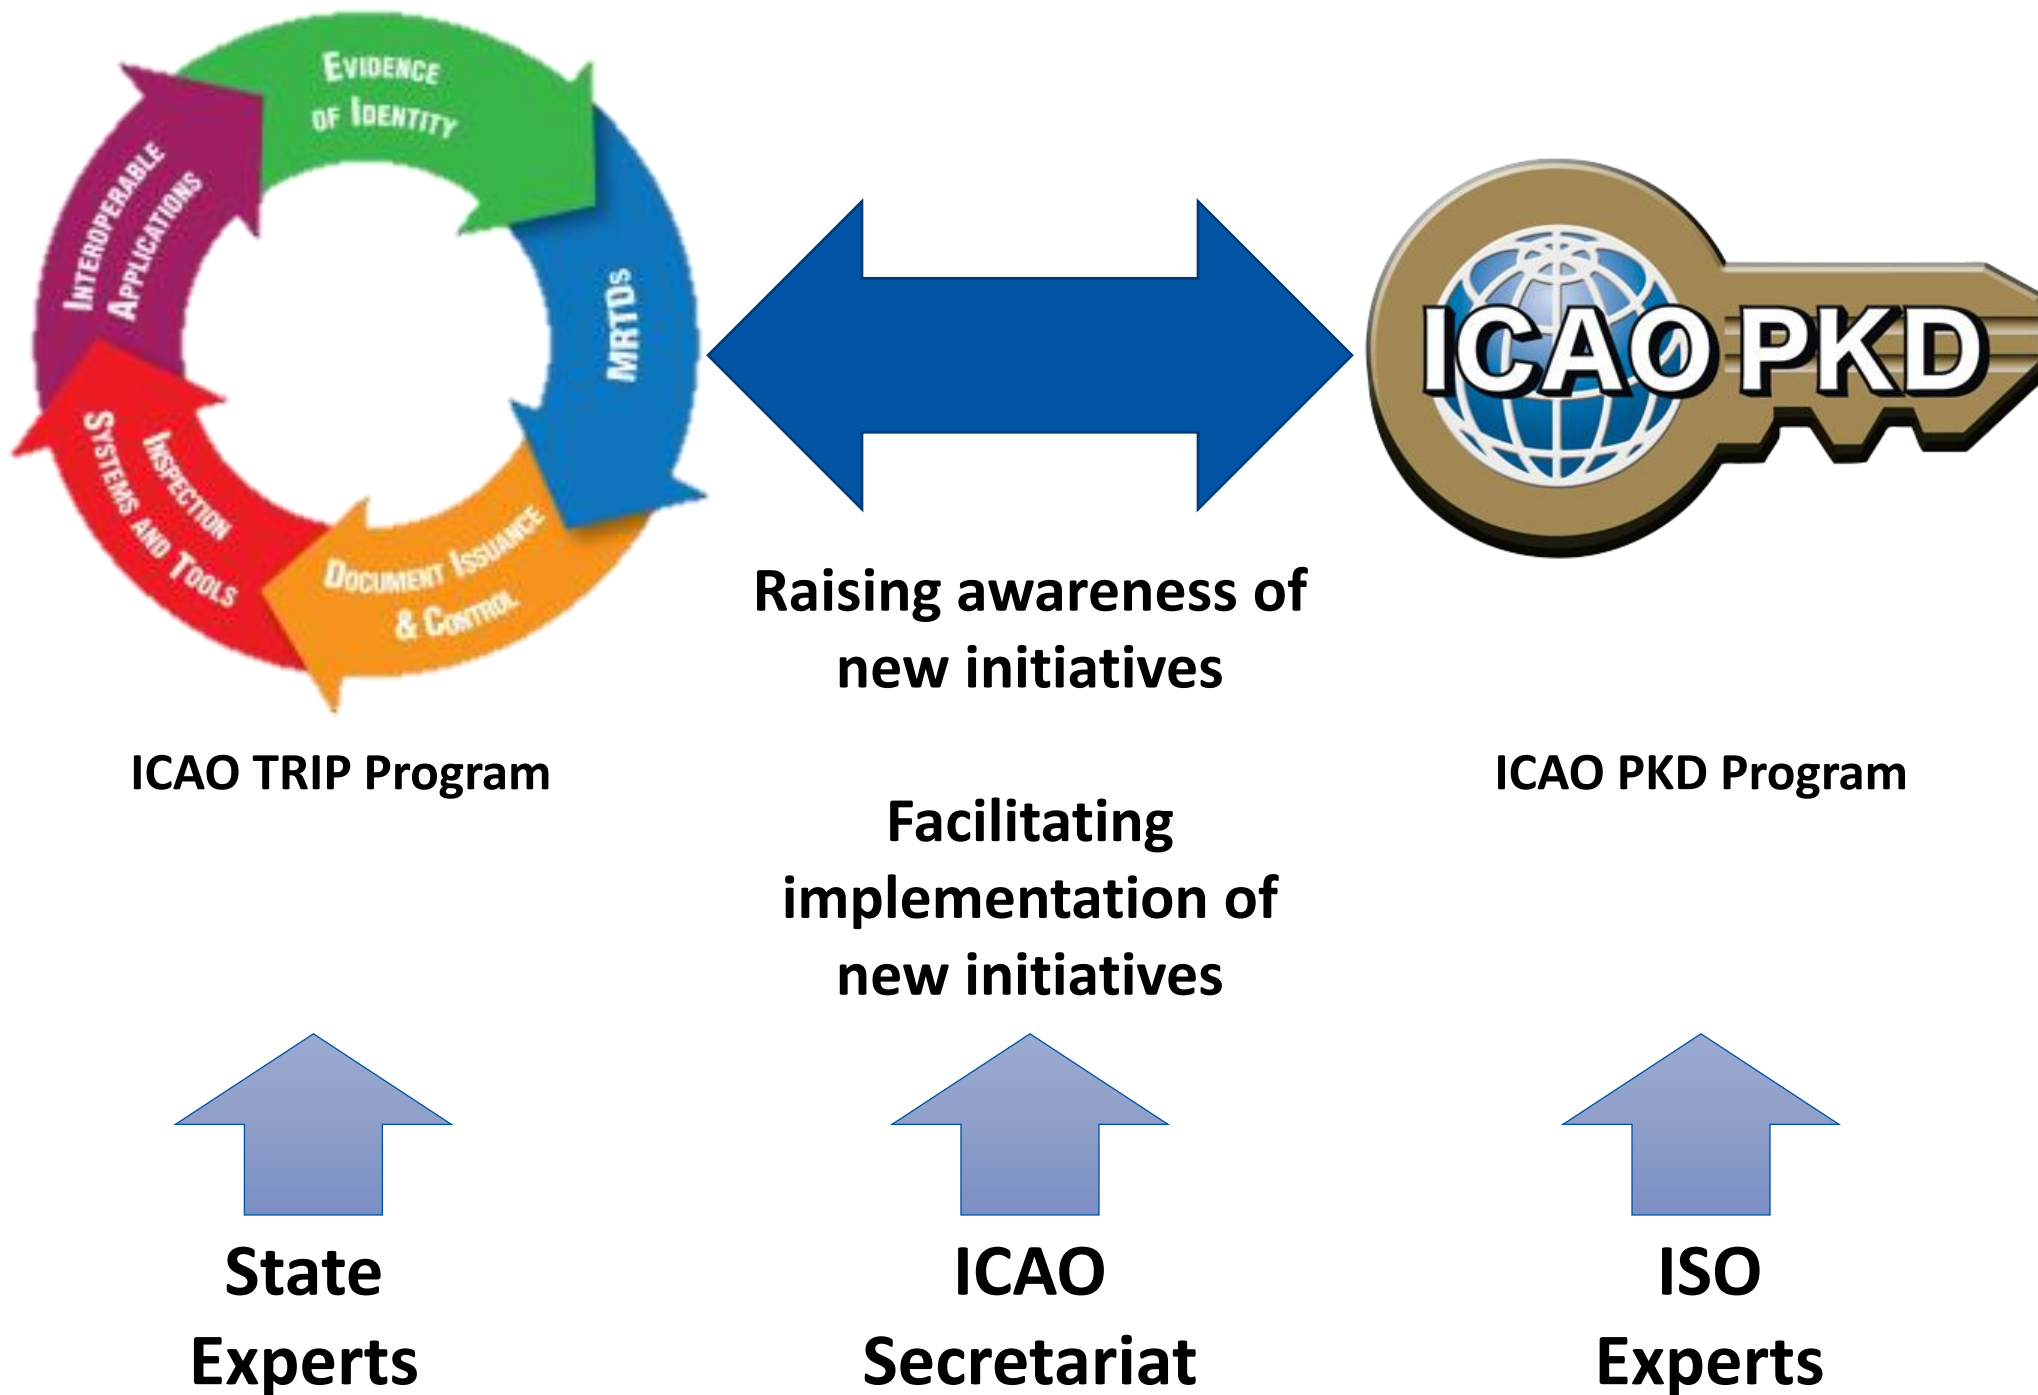 EVIDENCE
OF IDENTITY
MRTDs
DOCUMENT ISSUANCE
& CONTROL
INSPECTION
SYSTEMS AND TOOLS
INTEROPERABLE
APPLICATIONS
ICAO PKD
Raising awareness of
new initiatives
ICAO TRIP Program
ICAO PKD Program
Facilitating
implementation of
new initiatives
State
Experts
ICAO
Secretariat
ISO
Experts